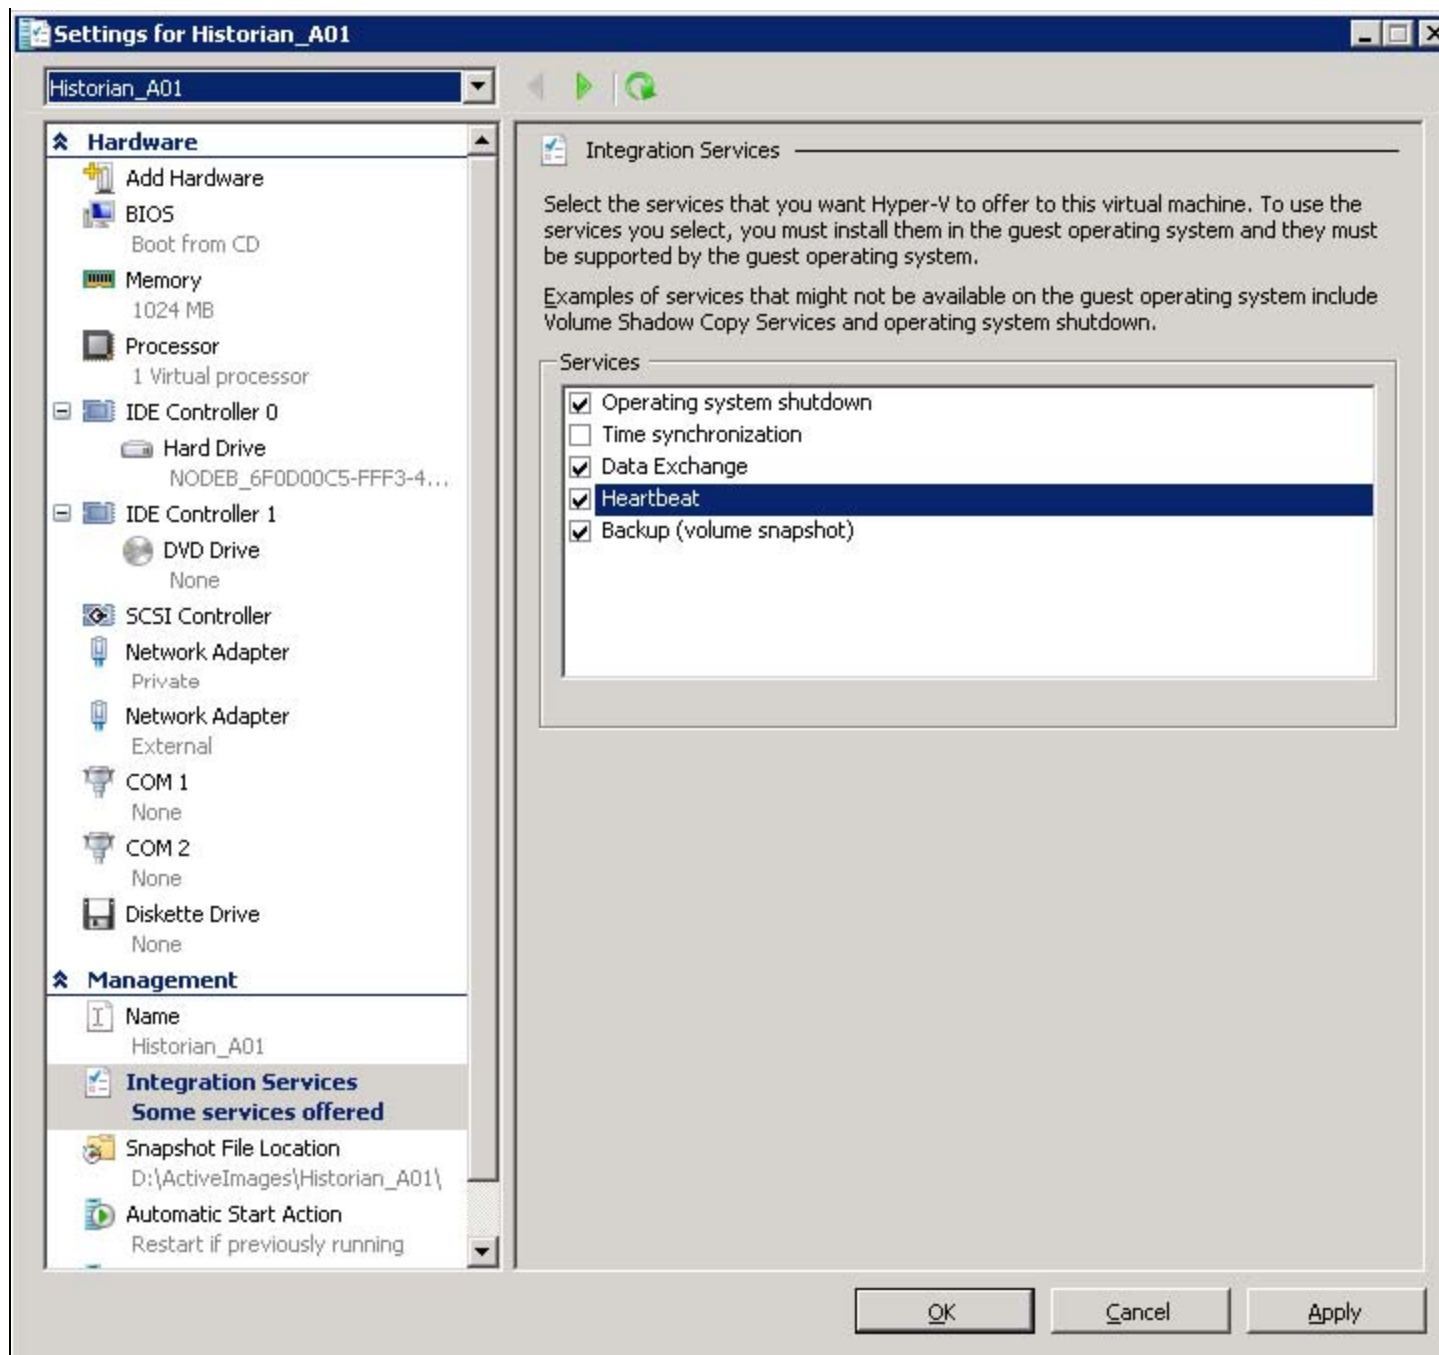 Settings for Historian_A01
Historian_A01
Hardware
Add Hardware
BIOS
Boot from CD
Memory
1024 MB
Processor
1 Virtual processor
IDE Controller 0
Hard Drive
NODEB_6F0D00C5-FFF3-4...
IDE Controller 1
DVD Drive
None
SCSI Controller
Network Adapter
Private
Network Adapter
External
COM 1
None
COM 2
None
Diskette Drive
None
Management
Name
Historian_A01
Integration Services
Some services offered
Snapshot File Location
D:\ActiveImages\Historian_A01\
Automatic Start Action
Restart if previously running
Integration Services
Select the services that you want Hyper-V to offer to this virtual machine. To use the
services you select, you must install them in the guest operating system and they must
be supported by the guest operating system.
Examples of services that might not be available on the guest operating system include
Volume Shadow Copy Services and operating system shutdown.
Services
Operating system shutdown
Time synchronization
Data Exchange
Heartbeat
Backup (volume snapshot)
OK
Cancel
Apply